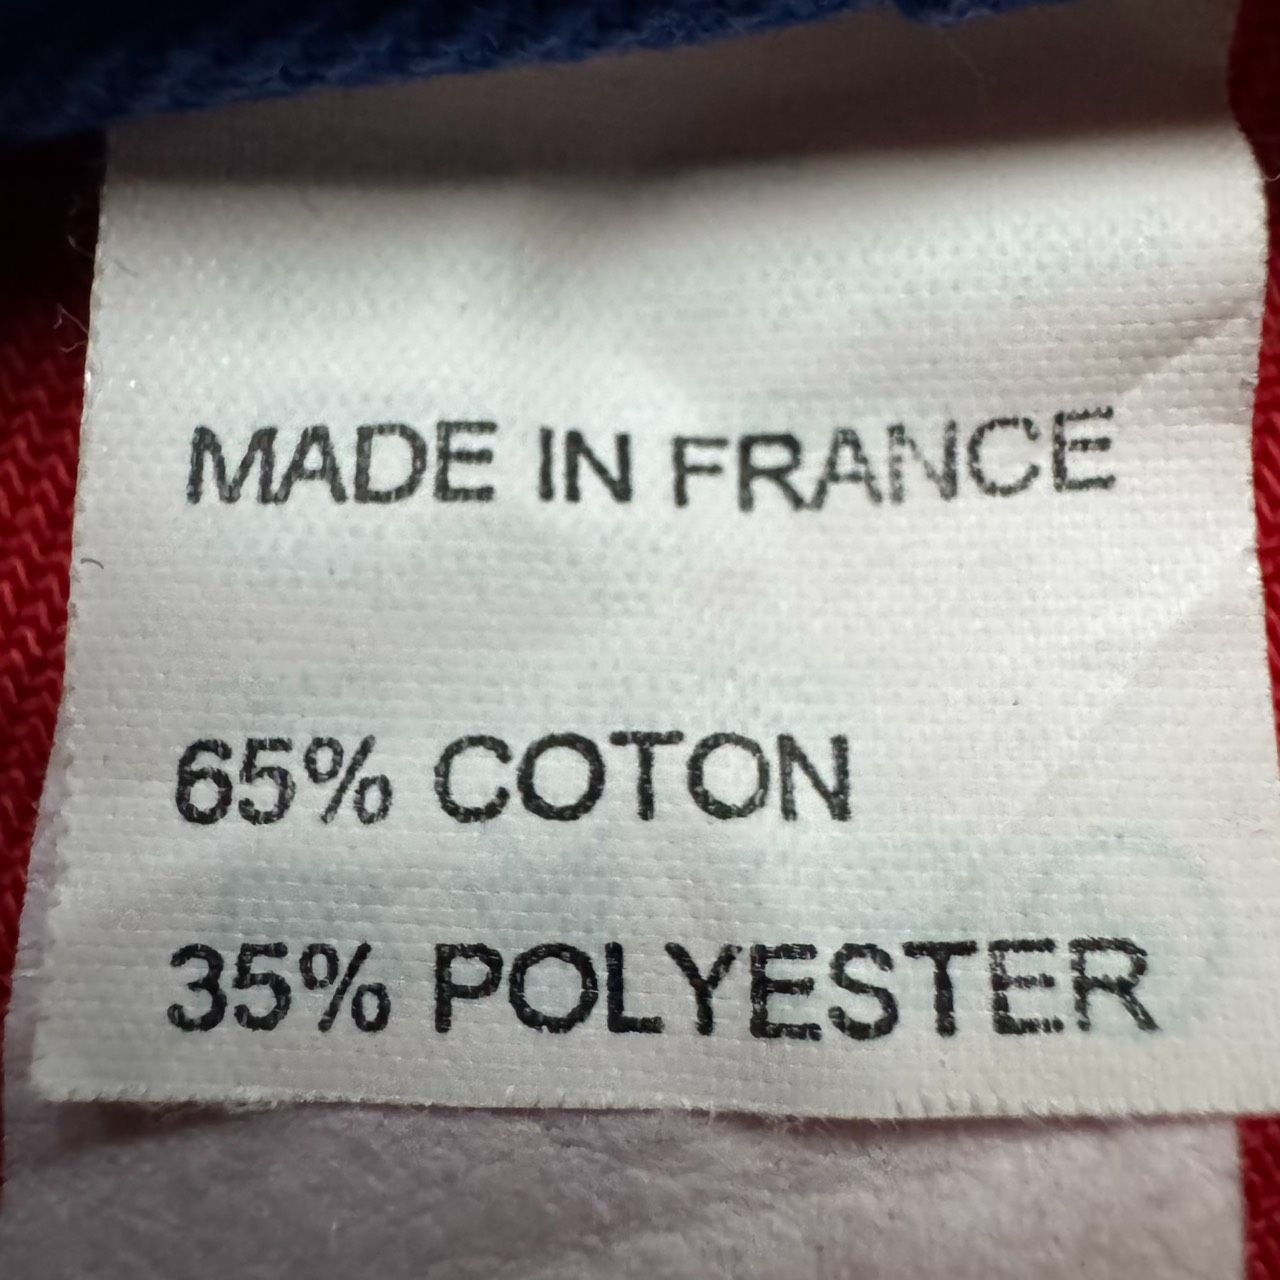 MADE IN FRANCE
65% COTON
35% POLYESTER